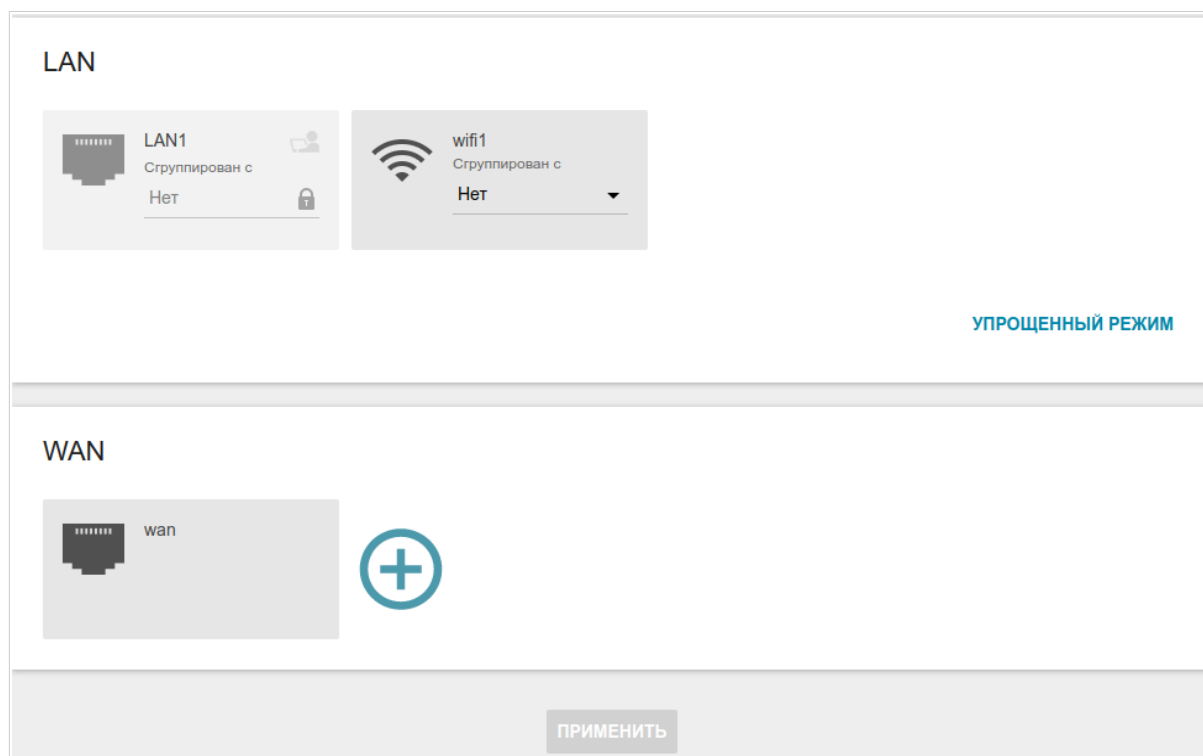 LAN
LAN1
Сгруппирован с
Нет
wifi1
Сгруппирован с
Нет
УПРОЩЕННЫЙ РЕЖИМ
WAN
wan
ПРИМЕНИТЬ